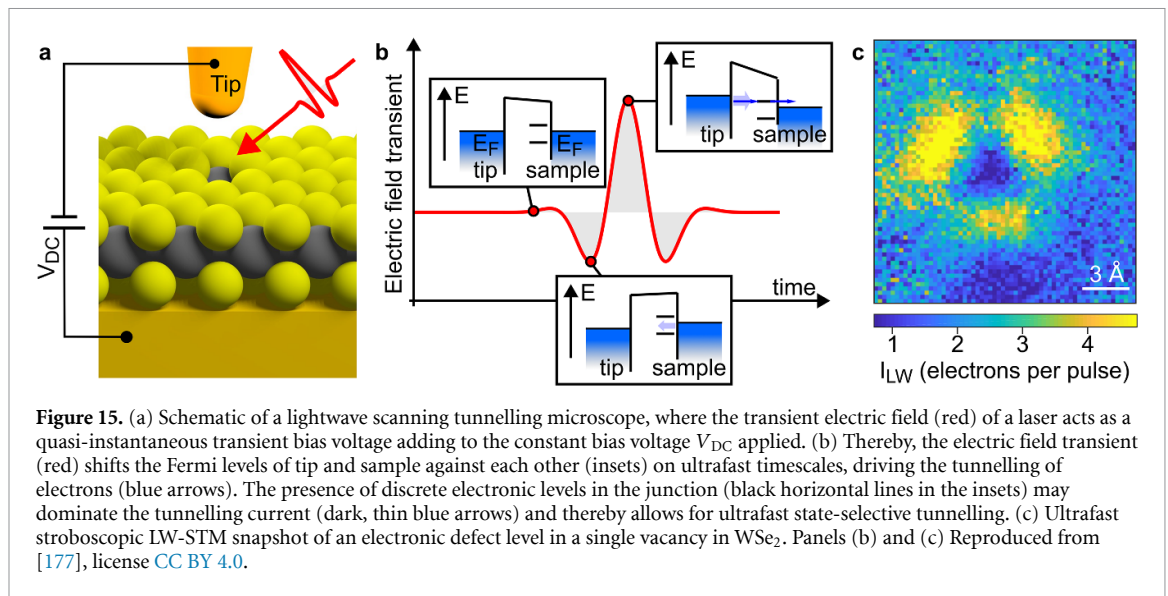 a
Tip
V_DC
b
Electric field transient
time
E
E_F
E_F
tip
sample
E
tip
sample
E
tip
sample
c
3 Å
1 2 3 4
I_LW (electrons per pulse)
Figure 15. (a) Schematic of a lightwave scanning tunnelling microscope, where the transient electric field (red) of a laser acts as a
quasi-instantaneous transient bias voltage adding to the constant bias voltage V_DC applied. (b) Thereby, the electric field transient
(red) shifts the Fermi levels of tip and sample against each other (insets) on ultrafast timescales, driving the tunnelling of
electrons (blue arrows). The presence of discrete electronic levels in the junction (black horizontal lines in the insets) may
dominate the tunnelling current (dark, thin blue arrows) and thereby allows for ultrafast state-selective tunnelling. (c) Ultrafast
stroboscopic LW-STM snapshot of an electronic defect level in a single vacancy in WSe₂. Panels (b) and (c) Reproduced from
[177], license CC BY 4.0.